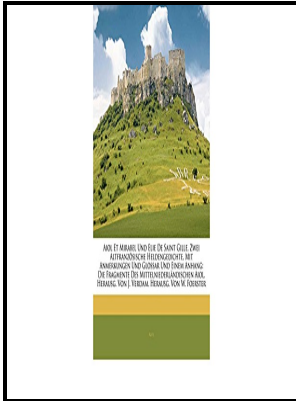 AIOL ET MIRABEL UND ELIE DE SAINT GILLE. ZWEI
ALTFRANZÖSISCHE HELDENGEDICHTE, MIT
ANMERKUNGEN UND GLOSSAR UND EINEM ANHANG:
DIE FRAGMENTE DES MITTELNIEDERLÄNDISCHEN AIOL,
HERAUSG. VON J. VERDAM. HERAUSG. VON W. FOERSTER